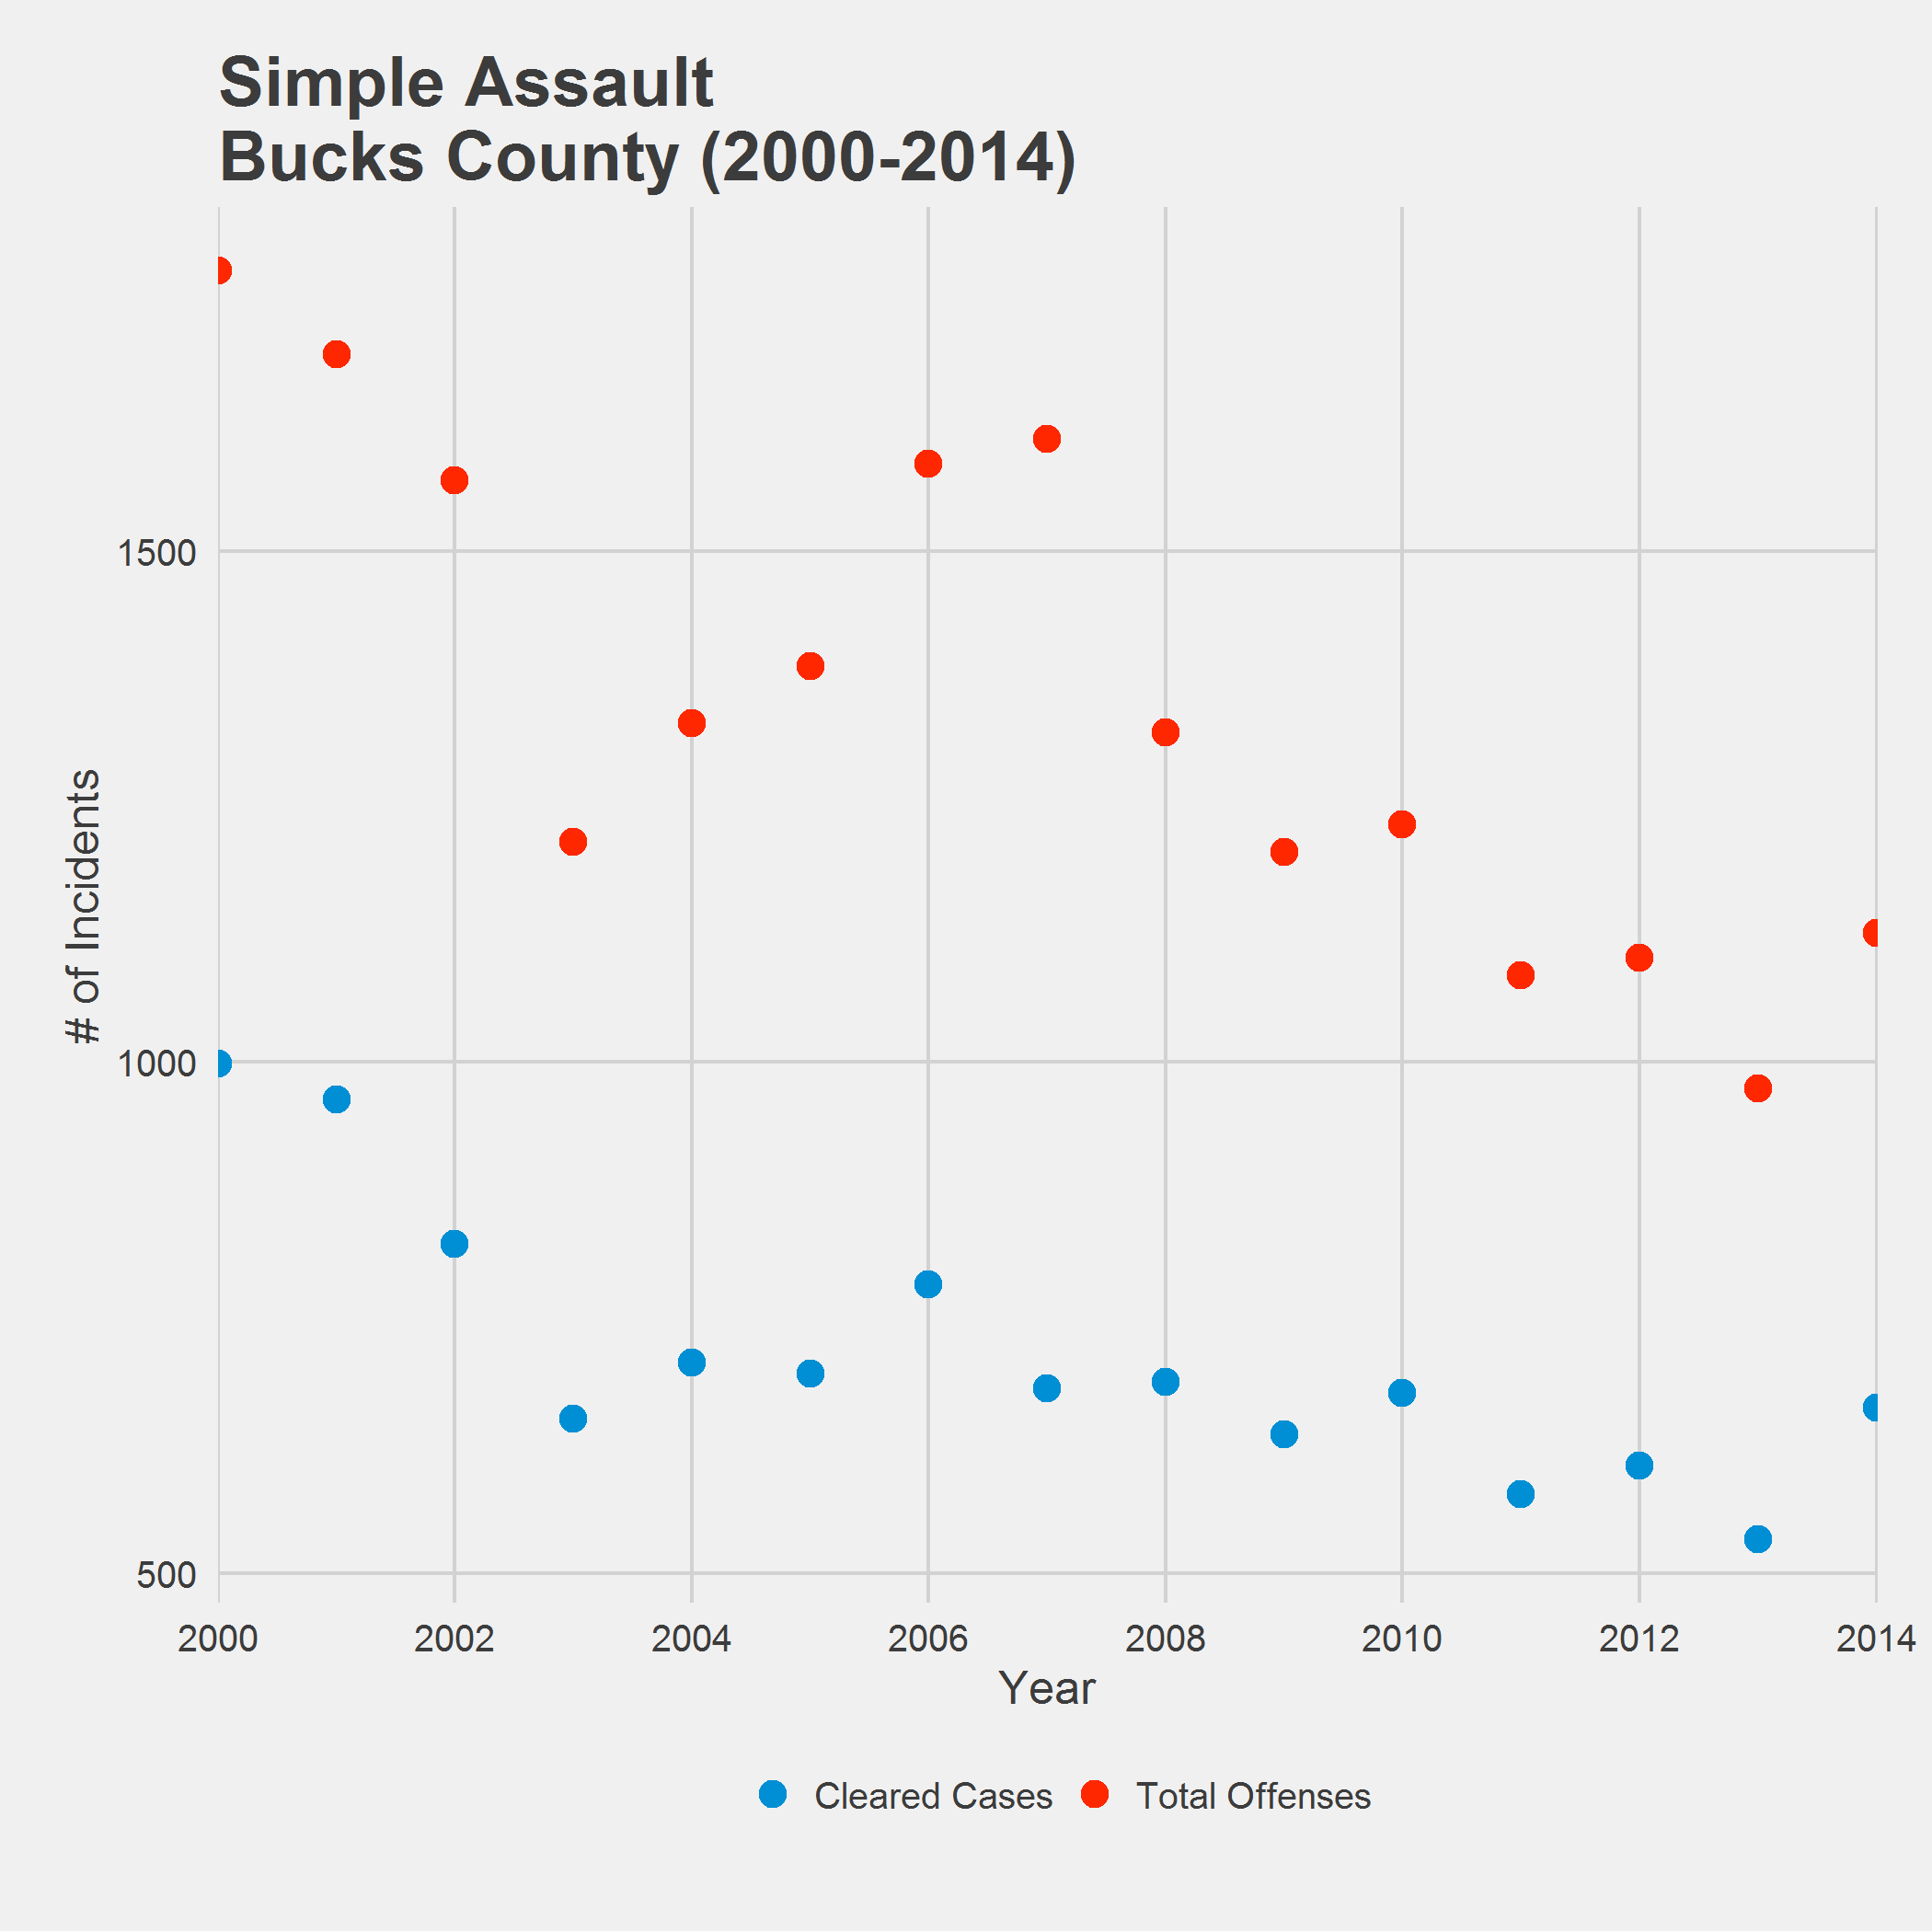 Simple Assault
Bucks County (2000-2014)
# of Incidents
1500
1000
500
2000 2002 2004 2006 2008 2010 2012 2014
Year
Cleared Cases Total Offenses